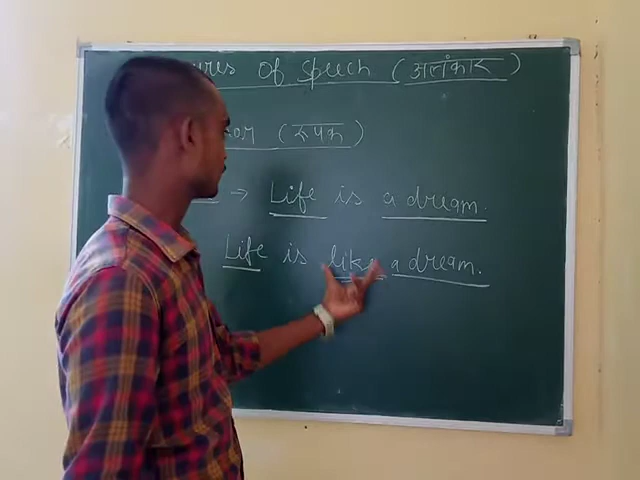 of Speech (अलंकार)
(रूपक)
→ Life is a dream.
Life is like a dream.